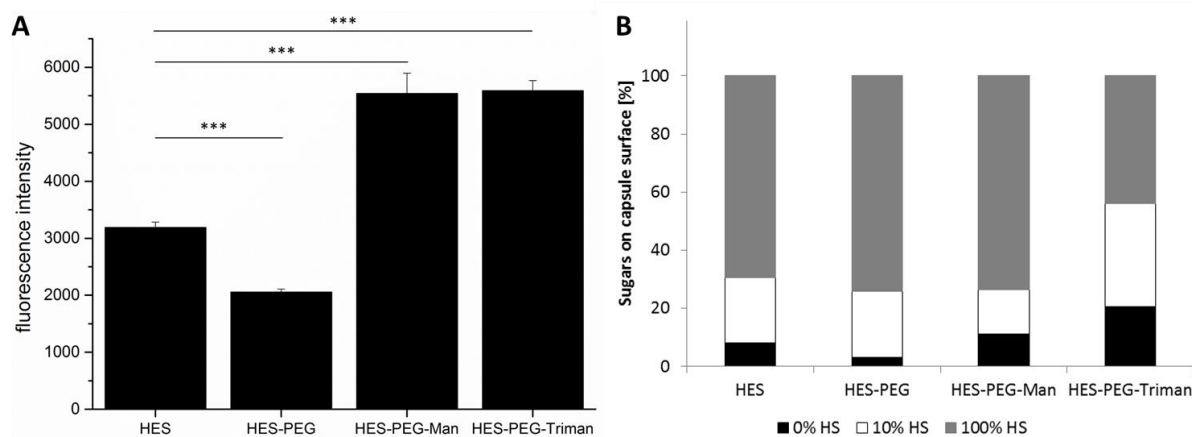 A
***
***
***
fluorescence intensity
6000
5000
4000
3000
2000
1000
0
HES HES-PEG HES-PEG-Man HES-PEG-Triman
B
Sugars on capsule surface [%]
100
80
60
40
20
0
HES HES-PEG HES-PEG-Man HES-PEG-Triman
0% HS 10% HS 100% HS